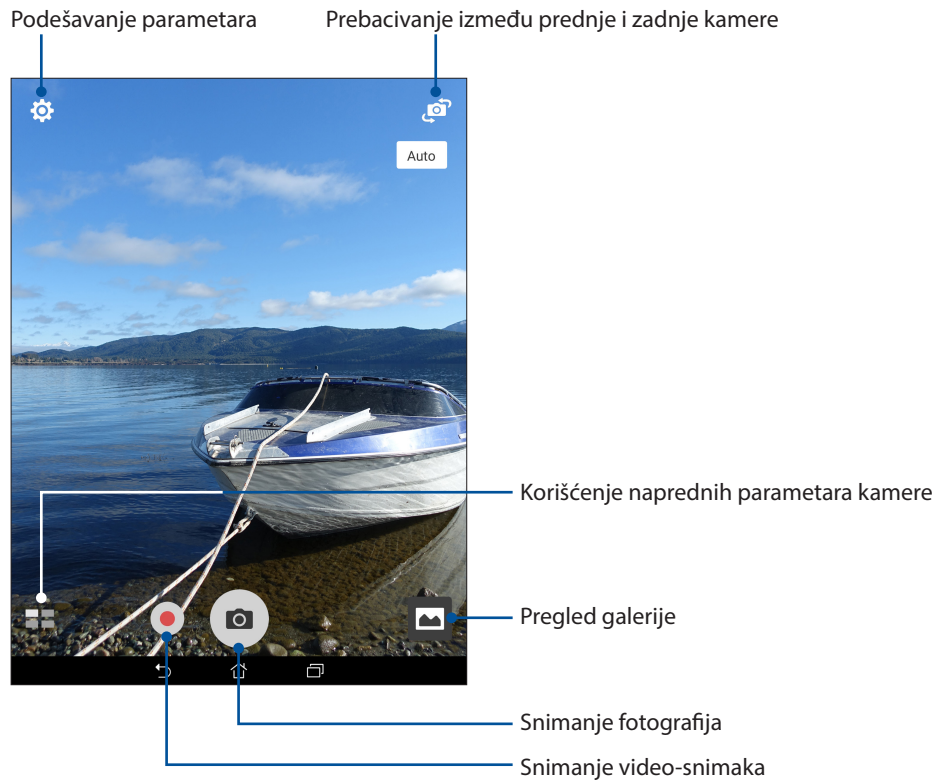 Podešavanje parametara
Prebacivanje između prednje i zadnje kamere
Auto
Korišćenje naprednih parametara kamere
Pregled galerije
Snimanje fotografija
Snimanje video-snimaka